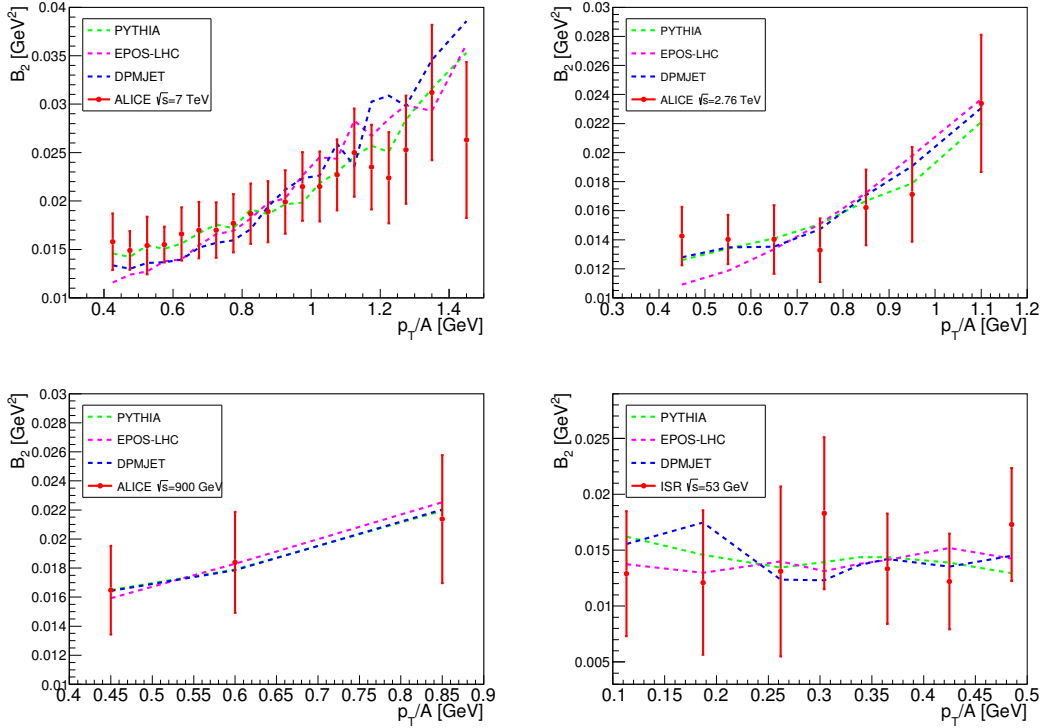 B₂ [GeV²]
0.04
0.035
0.03
0.025
0.02
0.015
0.01
PYTHIA
EPOS-LHC
DPMJET
ALICE √s=7 TeV
0.4 0.6 0.8 1 1.2 1.4
p_T/A [GeV]
B₂ [GeV²]
0.03
0.028
0.026
0.024
0.022
0.02
0.018
0.016
0.014
0.012
0.01
PYTHIA
EPOS-LHC
DPMJET
ALICE √s=2.76 TeV
0.3 0.4 0.5 0.6 0.7 0.8 0.9 1 1.1 1.2
p_T/A [GeV]
B₂ [GeV²]
0.03
0.028
0.026
0.024
0.022
0.02
0.018
0.016
0.014
0.012
0.01
PYTHIA
EPOS-LHC
DPMJET
ALICE √s=900 GeV
0.4 0.45 0.5 0.55 0.6 0.65 0.7 0.75 0.8 0.85 0.9
p_T/A [GeV]
B₂ [GeV²]
0.03
0.025
0.02
0.015
0.01
0.005
PYTHIA
EPOS-LHC
DPMJET
ISR √s=53 GeV
0.1 0.15 0.2 0.25 0.3 0.35 0.4 0.45 0.5
p_T/A [GeV]